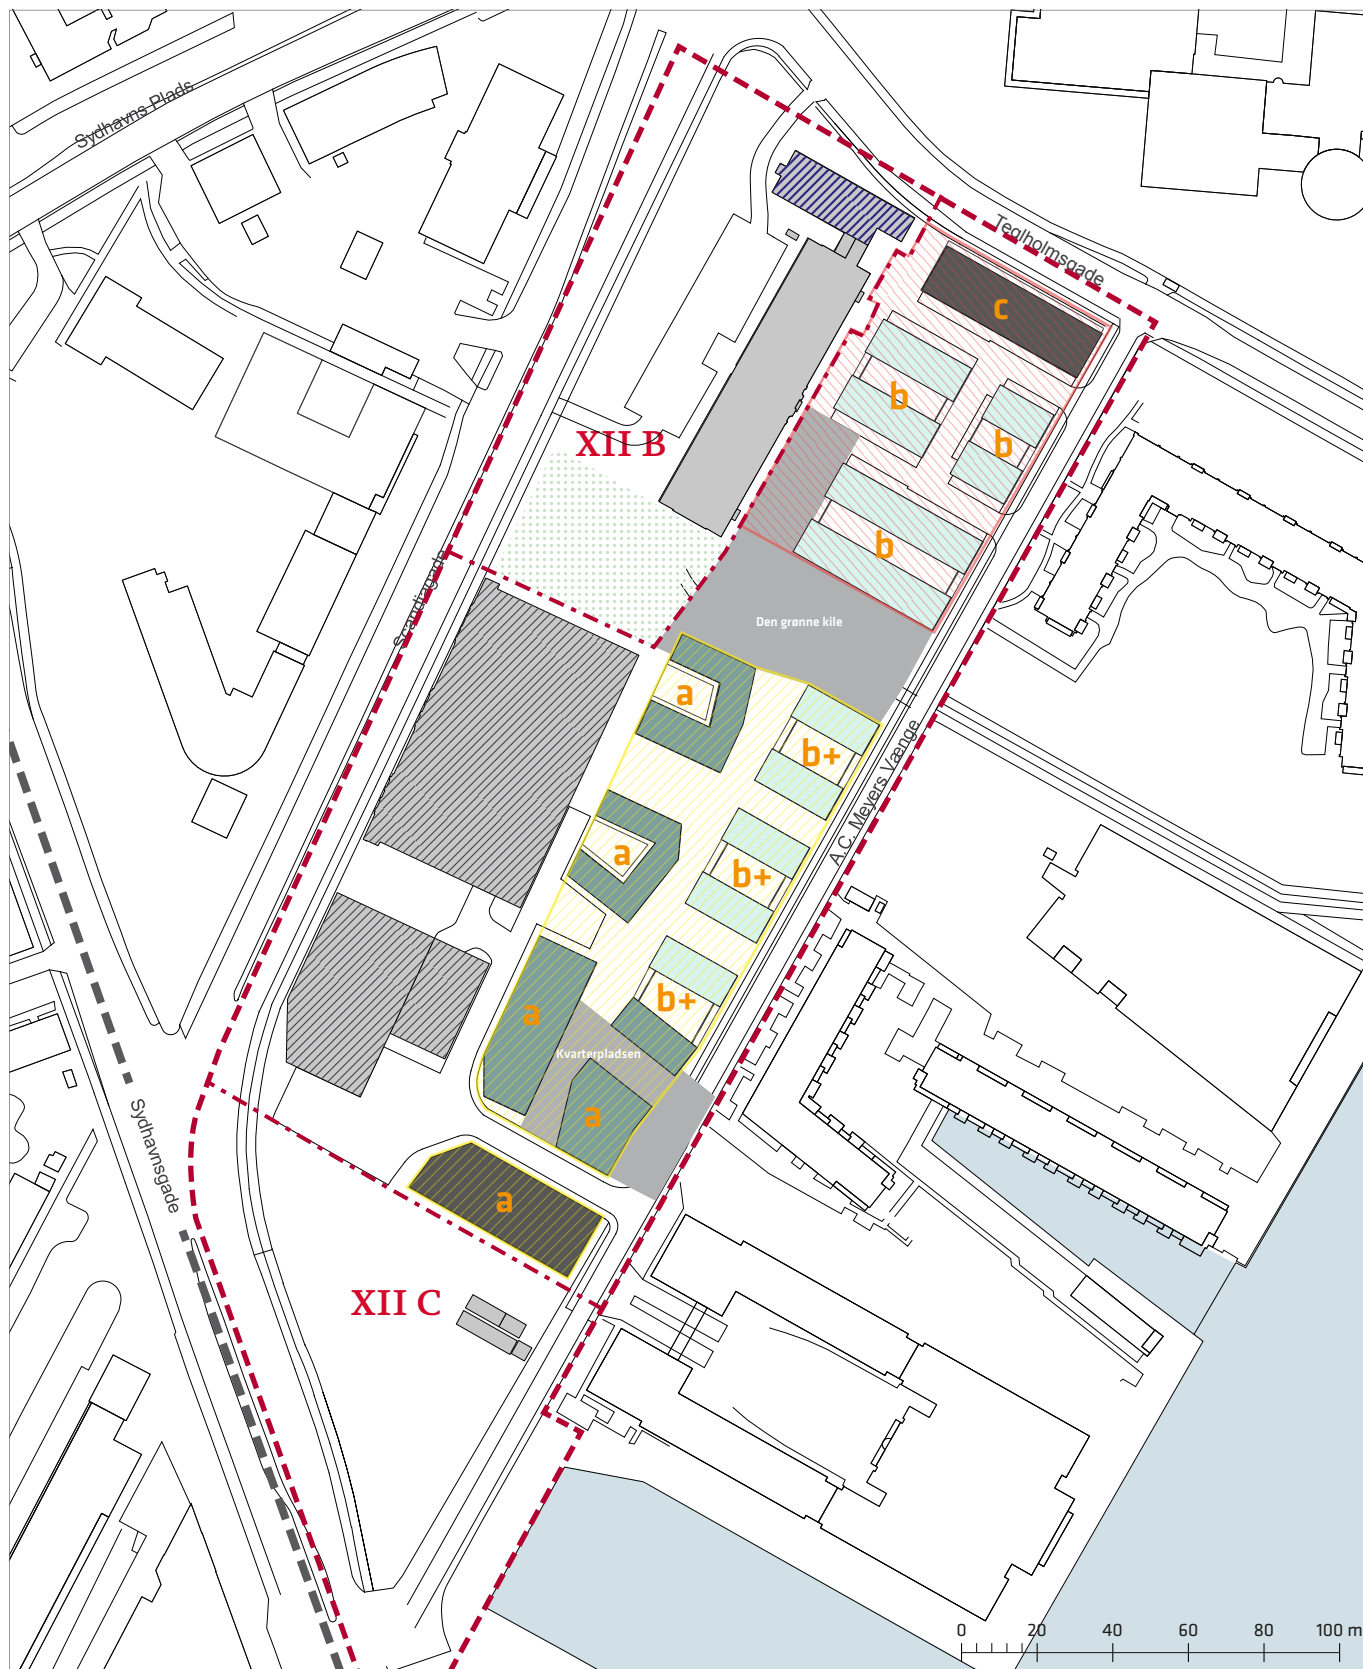 Sydhavns Plads
Teglholmsgade
c
b
b
XII B
b
Scandiagade
Den grønne kile
a
b+
A.C. Meyers Vænge
a
b+
b+
a
Kvarterpladsen
a
Sydhavnsgade
a
XII C
0 20 40 60 80 100 m